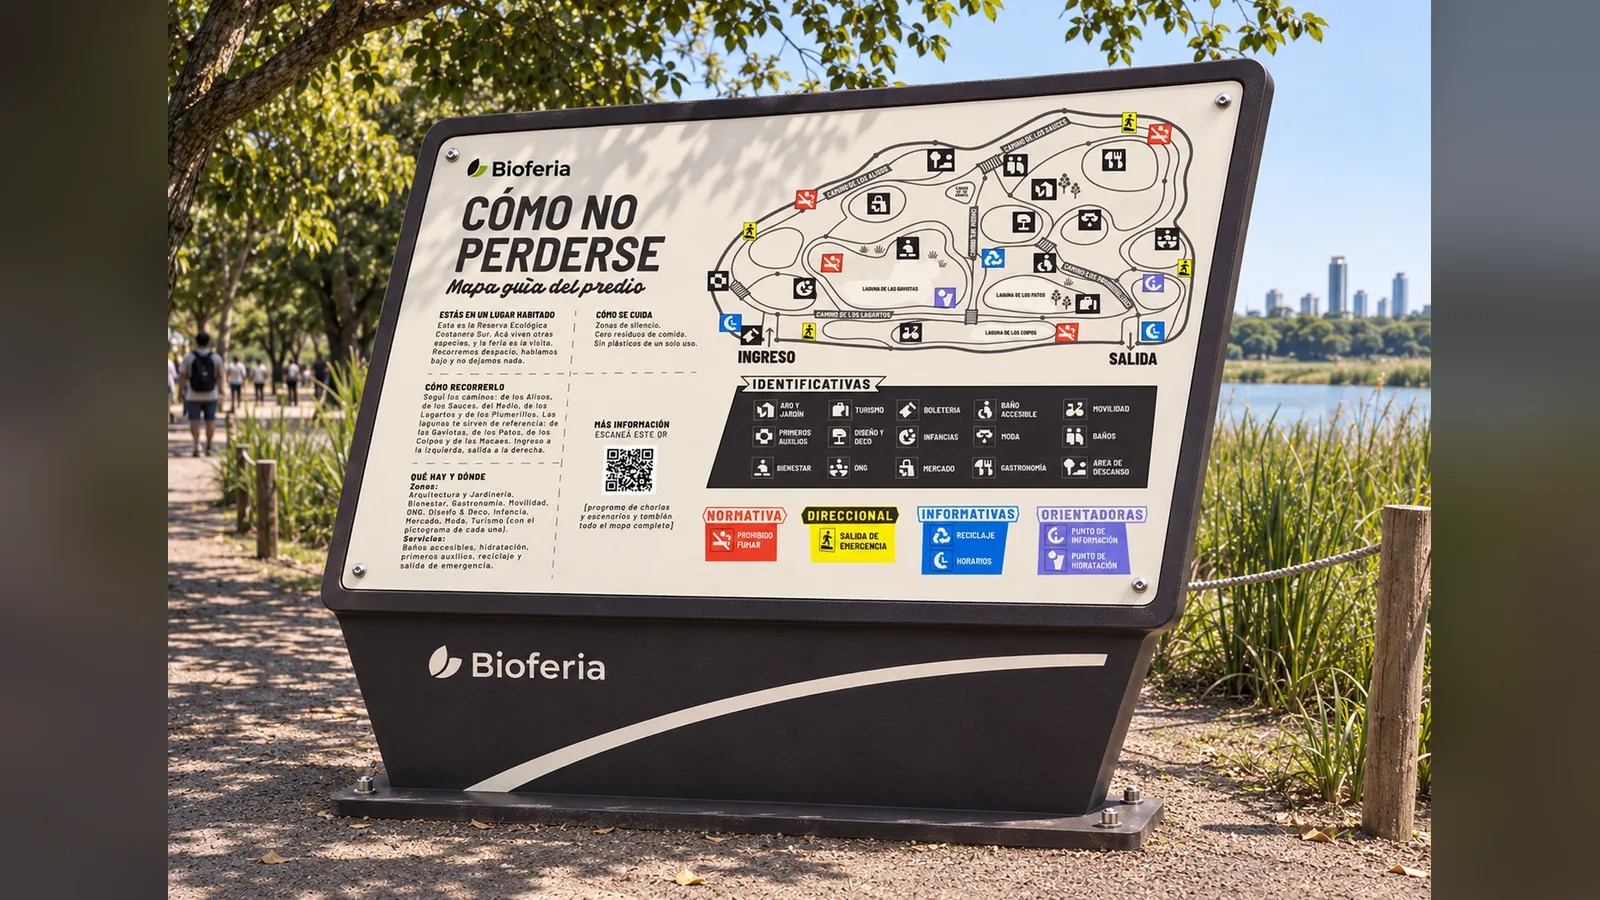 Bioferia
CÓMO NO
PERDERSE
Mapa guía del predio
ESTÁS EN UN LUGAR HABITADO
Esta es la Reserva Ecológica
Costanera Sur. Acá viven otras
especies, y la feria es la visita.
Recorremos despacio, hablamos
bajo y no dejamos nada.
CÓMO SE CUIDA
Zonas de silencio.
Cero residuos de comida.
Sin plásticos de un solo uso.
CÓMO RECORRERLO
Seguí los caminos: de los Alisos,
de los Sauces, del Medio, de los
Lagartos y de los Plumerillos. Las
lagunas te sirven de referencia: de
las Gaviotas, de los Patos, de los
Coipos y de las Macaes. Ingreso a
la izquierda, salida a la derecha.
MÁS INFORMACIÓN
ESCANEÁ ESTE QR
[programa de charlas
y escenarios y también
todo el mapa completo]
QUÉ HAY Y DÓNDE
Zonas:
Arquitectura y Jardinería,
Bienestar, Gastronomía, Movilidad,
ONG, Diseño & Deco, Infancia,
Mercado, Moda, Turismo (con el
pictograma de cada una).
Servicios:
Baños accesibles, hidratación,
primeros auxilios, reciclaje y
salida de emergencia.
CAMINO DE LOS ALISOS
CAMINO DE LOS SAUCES
LAGUNA DE LAS GAVIOTAS
LAGUNA DE LOS PATOS
CAMINO DE LOS LAGARTOS
LAGUNA DE LOS COIPOS
INGRESO
SALIDA
IDENTIFICATIVAS
ARQ Y
JARDÍN
TURISMO
BOLETERIA
BAÑO
ACCESIBLE
MOVILIDAD
PRIMEROS
AUXILIOS
DISEÑO Y
DECO
INFANCIAS
MODA
BAÑOS
BIENESTAR
ONG
MERCADO
GASTRONOMÍA
ÁREA DE
DESCANSO
NORMATIVA
PROHIBIDO
FUMAR
DIRECCIONAL
SALIDA DE
EMERGENCIA
INFORMATIVAS
RECICLAJE
HORARIOS
ORIENTADORAS
PUNTO DE
INFORMACIÓN
PUNTO DE
HIDRATACIÓN
Bioferia